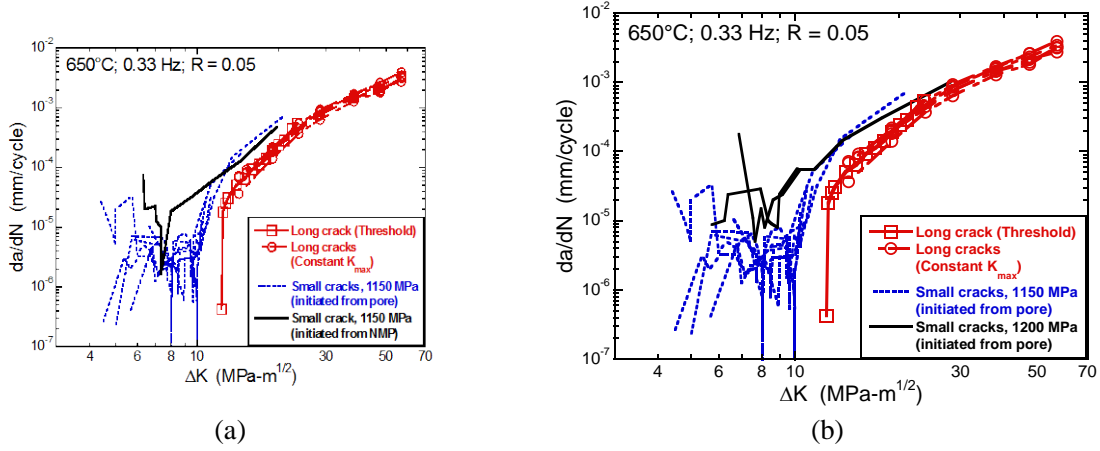 650°C; 0.33 Hz; R = 0.05
da/dN (mm/cycle)
10^-2
10^-3
10^-4
10^-5
10^-6
10^-7
Long crack (Threshold)
Long cracks
(Constant K_max)
Small cracks, 1150 MPa
(initiated from pore)
Small crack, 1150 MPa
(initiated from NMP)
4 6 8 10 30 50 70
ΔK (MPa-m^1/2)
(a)
650°C; 0.33 Hz; R = 0.05
da/dN (mm/cycle)
10^-2
10^-3
10^-4
10^-5
10^-6
10^-7
Long crack (Threshold)
Long cracks
(Constant K_max)
Small cracks, 1150 MPa
(initiated from pore)
Small cracks, 1200 MPa
(initiated from pore)
4 6 8 10 30 50 70
ΔK (MPa-m^1/2)
(b)